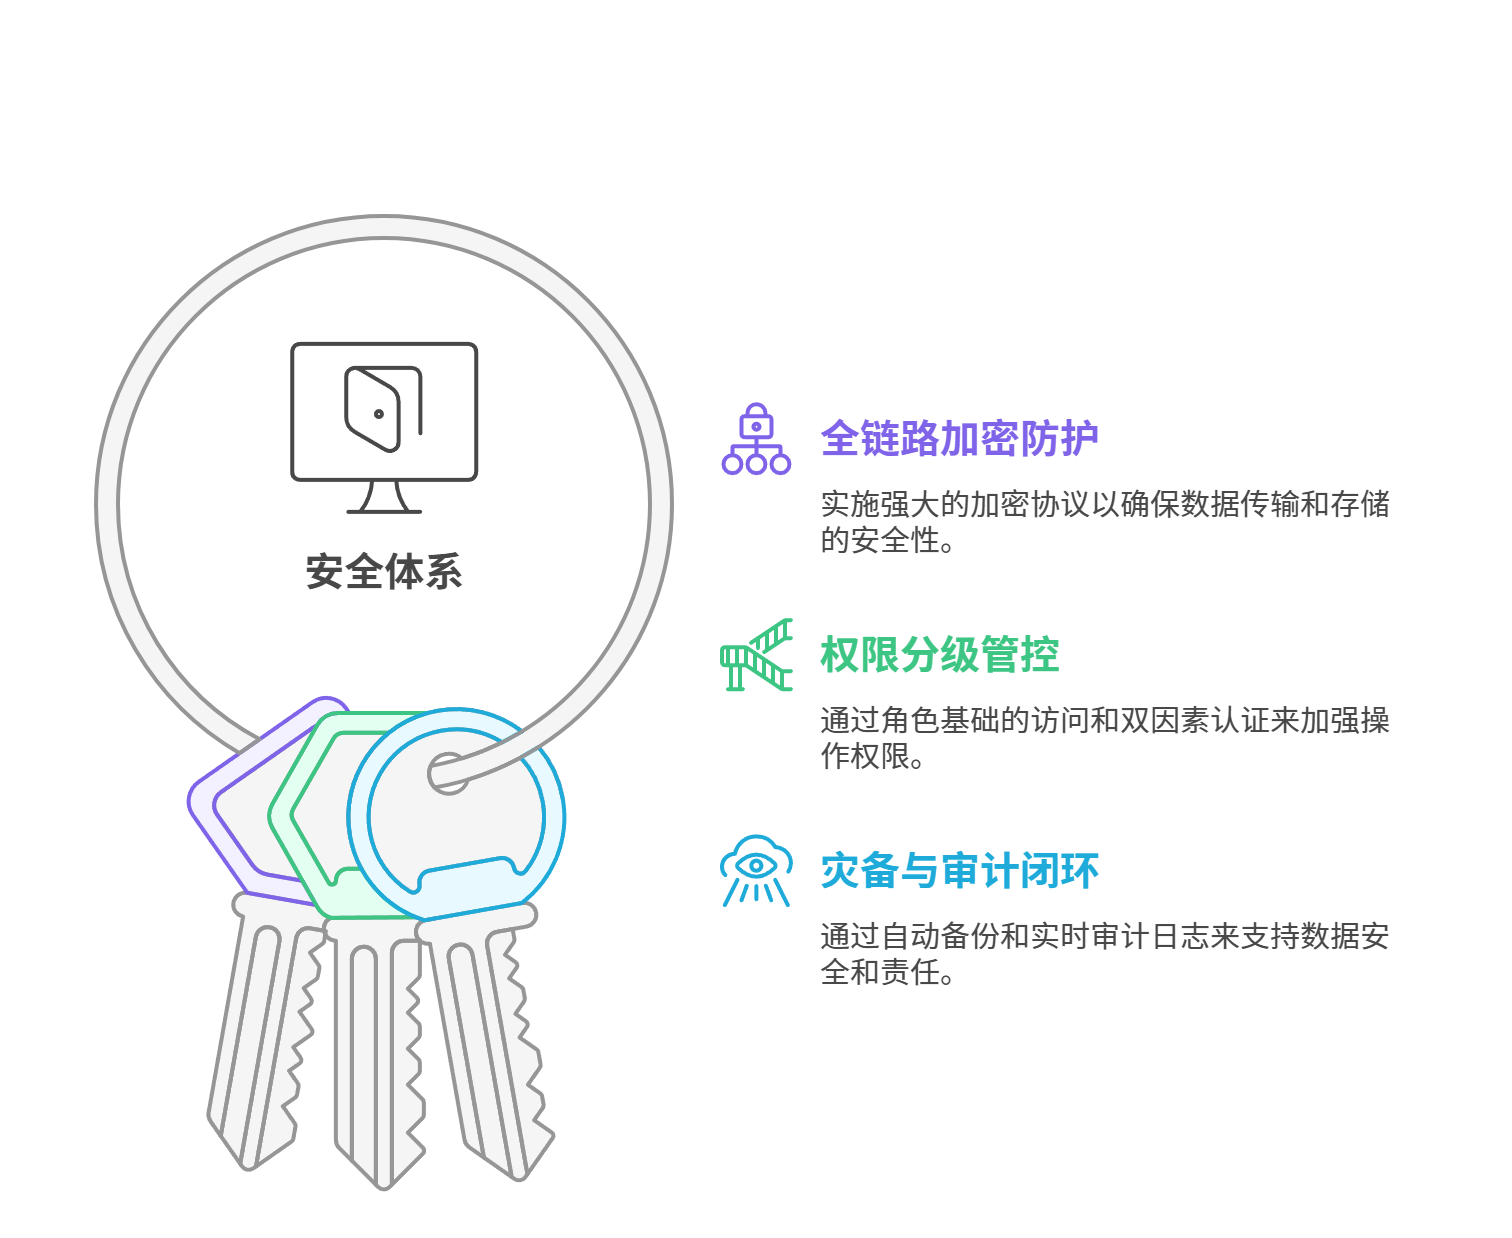 安全体系
全链路加密防护
实施强大的加密协议以确保数据传输和存储
的安全性。
权限分级管控
通过角色基础的访问和双因素认证来加强操
作权限。
灾备与审计闭环
通过自动备份和实时审计日志来支持数据安
全和责任。